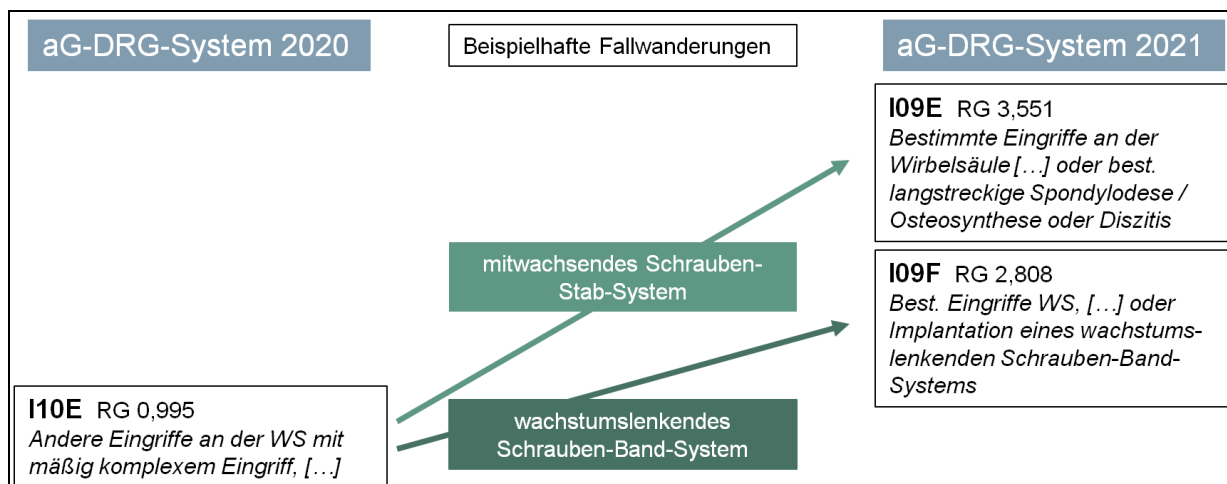 aG-DRG-System 2020
Beispielhafte Fallwanderungen
aG-DRG-System 2021
I09E RG 3,551
Bestimmte Eingriffe an der
Wirbelsäule […] oder best.
langstreckige Spondylodese /
Osteosynthese oder Diszitis
mitwachsendes Schrauben-
Stab-System
I09F RG 2,808
Best. Eingriffe WS, […] oder
Implantation eines wachstums-
lenkenden Schrauben-Band-
Systems
I10E RG 0,995
Andere Eingriffe an der WS mit
mäßig komplexem Eingriff, […]
wachstumslenkendes
Schrauben-Band-System